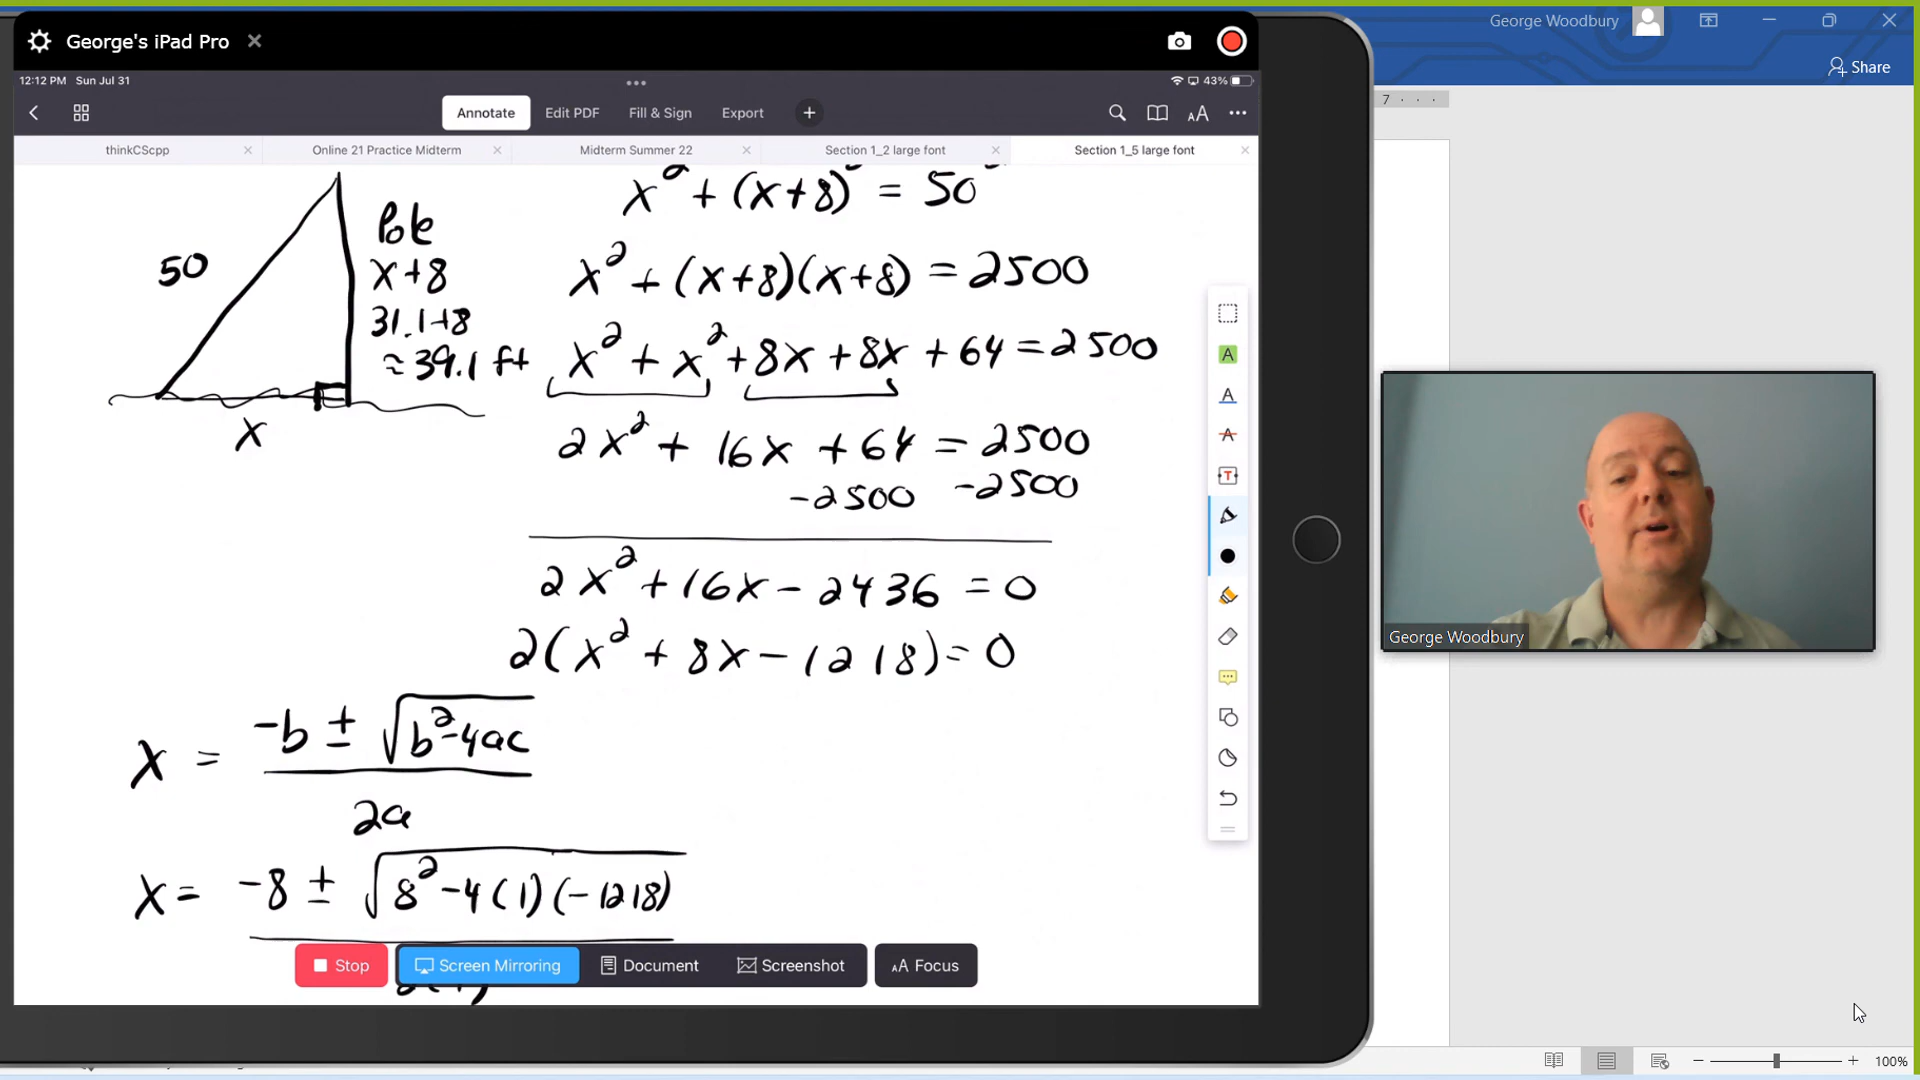 George Woodbury
George's iPad Pro
Share
12:12 PM Sun Jul 31
43%
7
Annotate
Edit PDF
Fill & Sign
Export
thinkCScpp
Online 21 Practice Midterm
Midterm Summer 22
Section 1_2 large font
Section 1_5 large font
x² + (x+8)² = 50²
50
Pole
x+8
31.1+8
≈39.1 ft
x
x² + (x+8)(x+8) = 2500
x² + x² + 8x + 8x + 64 = 2500
2x² + 16x + 64 = 2500
-2500 -2500
2x² + 16x - 2436 = 0
2(x² + 8x - 1218) = 0
x = -b ± √b²-4ac
2a
x = -8 ± √8²-4(1)(-1218)
George Woodbury
Stop
Screen Mirroring
Document
Screenshot
AA Focus
100%